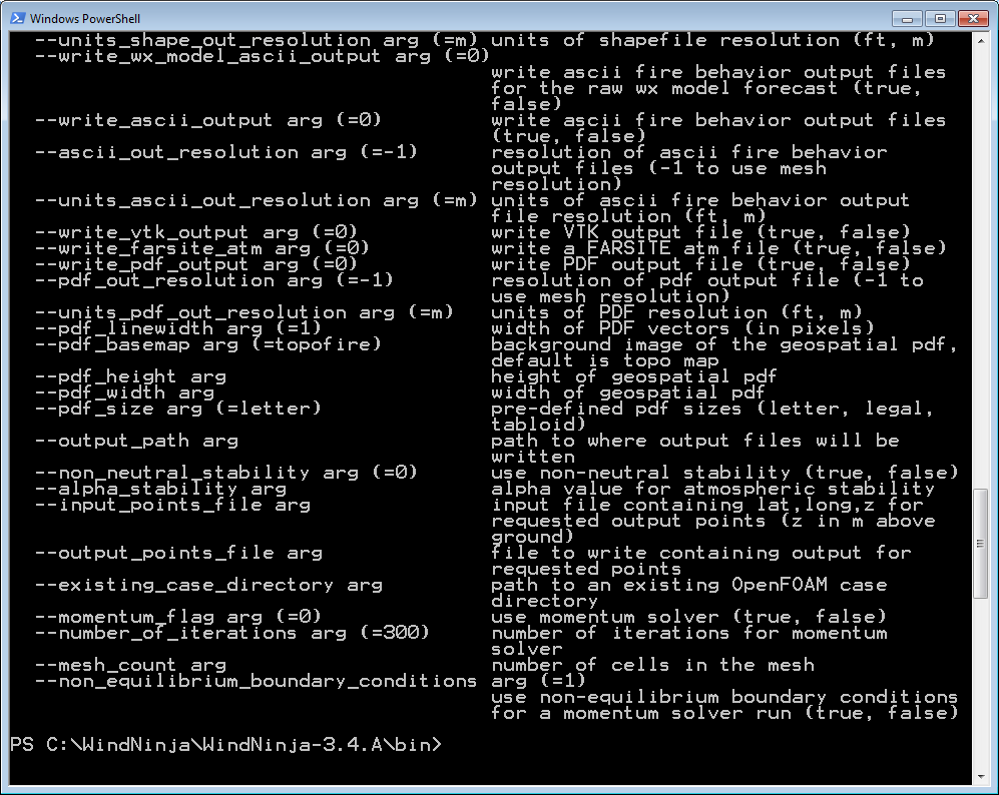 Windows PowerShell
--units_shape_out_resolution arg (=m) units of shapefile resolution (ft, m)
--write_wx_model_ascii_output arg (=0)
write ascii fire behavior output files
for the raw wx model forecast (true,
false)
--write_ascii_output arg (=0) write ascii fire behavior output files
(true, false)
--ascii_out_resolution arg (=-1) resolution of ascii fire behavior
output files (-1 to use mesh
resolution)
--units_ascii_out_resolution arg (=m) units of ascii fire behavior output
file resolution (ft, m)
--write_vtk_output arg (=0) write VTK output file (true, false)
--write_farsite_atm arg (=0) write a FARSITE atm file (true, false)
--write_pdf_output arg (=0) write PDF output file (true, false)
--pdf_out_resolution arg (=-1) resolution of pdf output file (-1 to
use mesh resolution)
--units_pdf_out_resolution arg (=m) units of PDF resolution (ft, m)
--pdf_linewidth arg (=1) width of PDF vectors (in pixels)
--pdf_basemap arg (=topofire) background image of the geospatial pdf,
default is topo map
--pdf_height arg height of geospatial pdf
--pdf_width arg width of geospatial pdf
--pdf_size arg (=letter) pre-defined pdf sizes (letter, legal,
tabloid)
--output_path arg path to where output files will be
written
--non_neutral_stability arg (=0) use non-neutral stability (true, false)
--alpha_stability arg alpha value for atmospheric stability
--input_points_file arg input file containing lat,long,z for
requested output points (z in m above
ground)
--output_points_file arg file to write containing output for
requested points
--existing_case_directory arg path to an existing OpenFOAM case
directory
--momentum_flag arg (=0) use momentum solver (true, false)
--number_of_iterations arg (=300) number of iterations for momentum
solver
--mesh_count arg number of cells in the mesh
--non_equilibrium_boundary_conditions arg (=1)
use non-equilibrium boundary conditions
for a momentum solver run (true, false)
PS C:\WindNinja\WindNinja-3.4.A\bin>